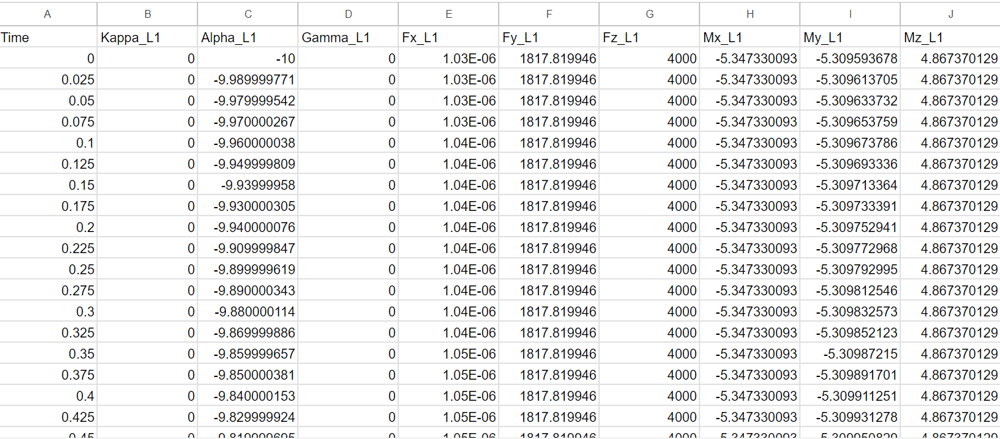 A B C D E F G H I J
Time Kappa_L1 Alpha_L1 Gamma_L1 Fx_L1 Fy_L1 Fz_L1 Mx_L1 My_L1 Mz_L1
0 0 -10 0 1.03E-06 1817.819946 4000 -5.347330093 -5.309593678 4.867370129
0.025 0 -9.989999771 0 1.03E-06 1817.819946 4000 -5.347330093 -5.309613705 4.867370129
0.05 0 -9.979999542 0 1.03E-06 1817.819946 4000 -5.347330093 -5.309633732 4.867370129
0.075 0 -9.970000267 0 1.03E-06 1817.819946 4000 -5.347330093 -5.309653759 4.867370129
0.1 0 -9.960000038 0 1.04E-06 1817.819946 4000 -5.347330093 -5.309673786 4.867370129
0.125 0 -9.949999809 0 1.04E-06 1817.819946 4000 -5.347330093 -5.309693336 4.867370129
0.15 0 -9.93999958 0 1.04E-06 1817.819946 4000 -5.347330093 -5.309713364 4.867370129
0.175 0 -9.930000305 0 1.04E-06 1817.819946 4000 -5.347330093 -5.309733391 4.867370129
0.2 0 -9.940000076 0 1.04E-06 1817.819946 4000 -5.347330093 -5.309752941 4.867370129
0.225 0 -9.909999847 0 1.04E-06 1817.819946 4000 -5.347330093 -5.309772968 4.867370129
0.25 0 -9.899999619 0 1.04E-06 1817.819946 4000 -5.347330093 -5.309792995 4.867370129
0.275 0 -9.890000343 0 1.04E-06 1817.819946 4000 -5.347330093 -5.309812546 4.867370129
0.3 0 -9.880000114 0 1.04E-06 1817.819946 4000 -5.347330093 -5.309832573 4.867370129
0.325 0 -9.869999886 0 1.04E-06 1817.819946 4000 -5.347330093 -5.309852123 4.867370129
0.35 0 -9.859999657 0 1.05E-06 1817.819946 4000 -5.347330093 -5.30987215 4.867370129
0.375 0 -9.850000381 0 1.05E-06 1817.819946 4000 -5.347330093 -5.309891701 4.867370129
0.4 0 -9.840000153 0 1.05E-06 1817.819946 4000 -5.347330093 -5.309911251 4.867370129
0.425 0 -9.829999924 0 1.05E-06 1817.819946 4000 -5.347330093 -5.309931278 4.867370129